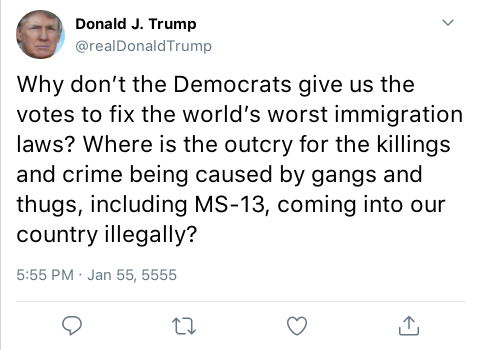 Donald J. Trump
@realDonaldTrump
Why don’t the Democrats give us the
votes to fix the world’s worst immigration
laws? Where is the outcry for the killings
and crime being caused by gangs and
thugs, including MS-13, coming into our
country illegally?
5:55 PM · Jan 55, 5555